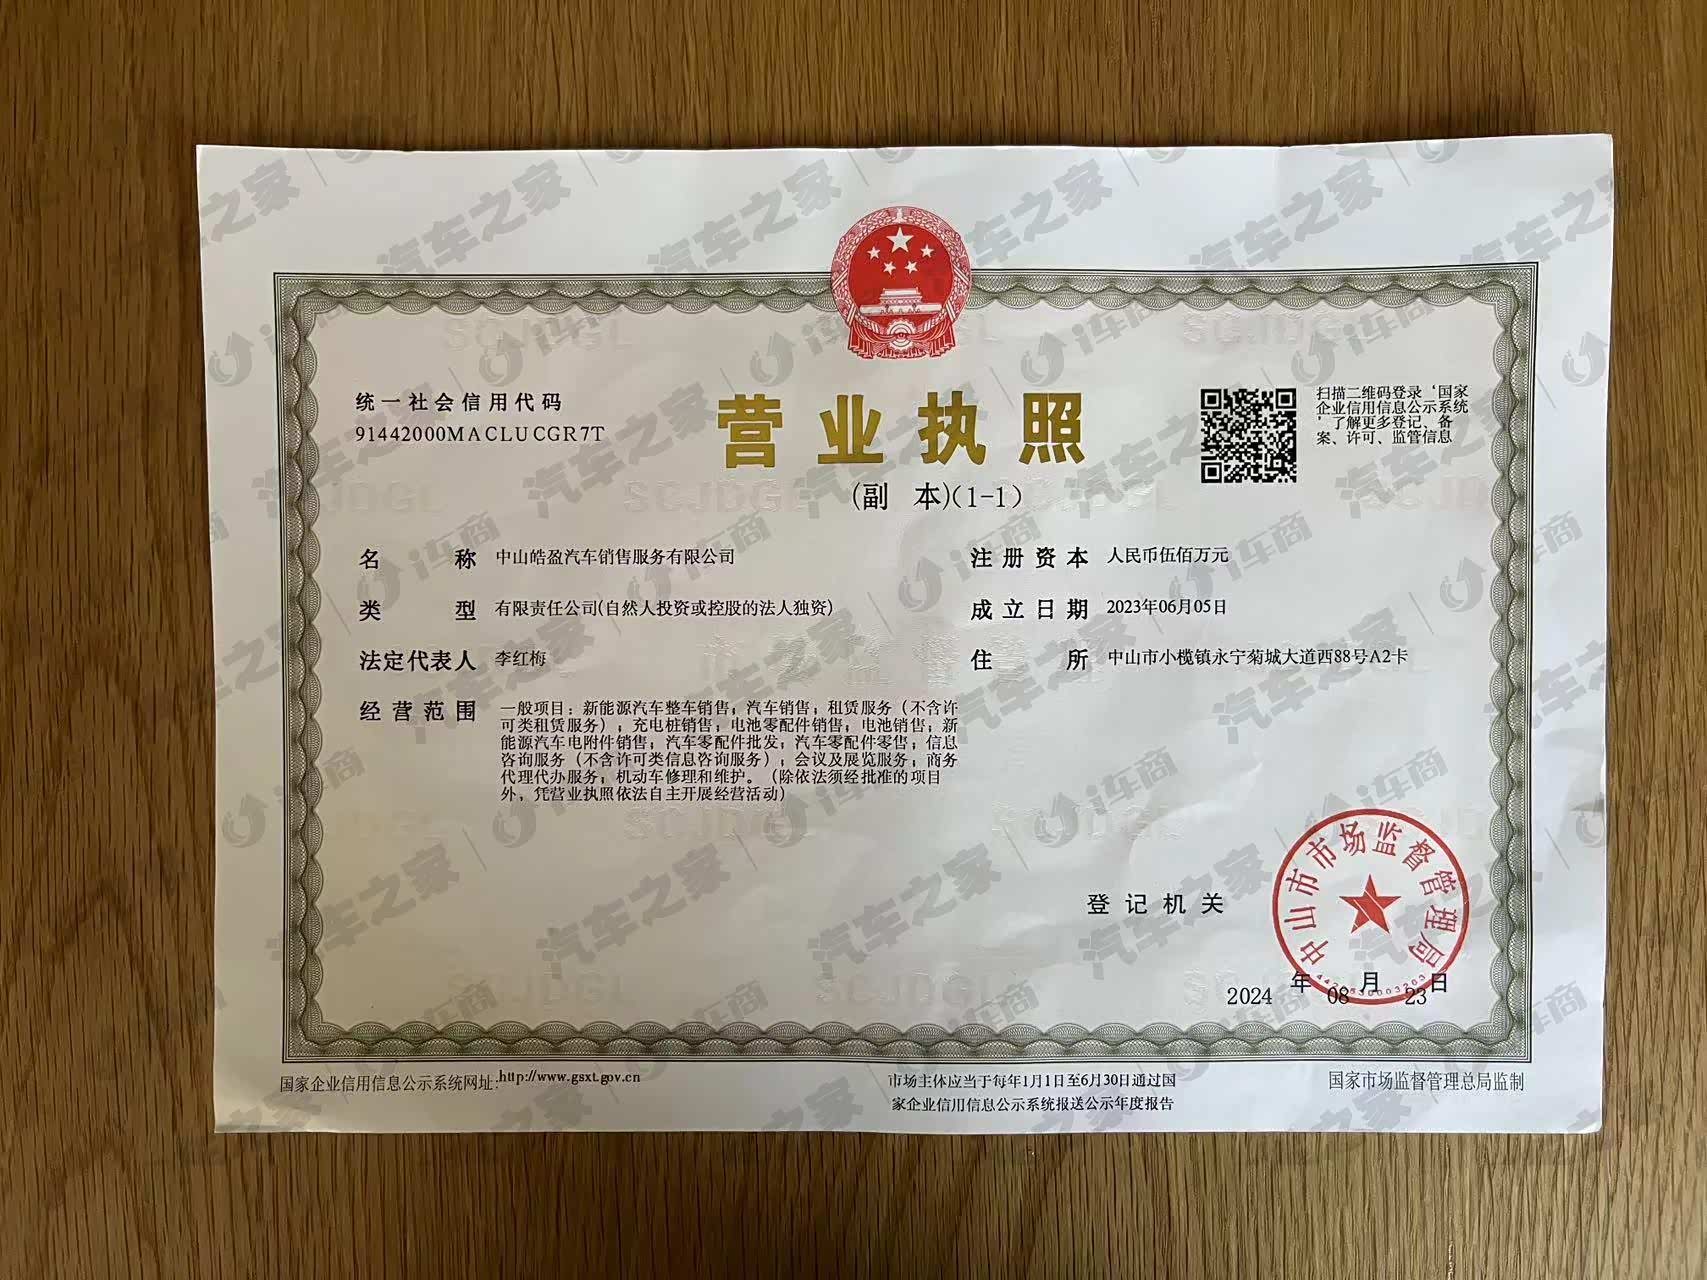 统一社会信用代码
91442000MACLUCGR7T
营业执照
(副 本)(1-1)
扫描二维码登录‘国家
企业信用信息公示系统
’了解更多登记、备
案、许可、监管信息
名 称 中山皓盈汽车销售服务有限公司
注册资本 人民币伍佰万元
类 型 有限责任公司(自然人投资或控股的法人独资)
成立日期 2023年06月05日
法定代表人 李红梅
住 所 中山市小榄镇永宁菊城大道西88号A2卡
经营范围 一般项目：新能源汽车整车销售；汽车销售；租赁服务（不含许
可类租赁服务）；充电桩销售；电池零配件销售；电池销售；新
能源汽车电附件销售；汽车零配件批发；汽车零配件零售；信息
咨询服务（不含许可类信息咨询服务）；会议及展览服务；商务
代理代办服务；机动车修理和维护。（除依法须经批准的项目
外，凭营业执照依法自主开展经营活动）
登记机关
中山市市场监督管理局
2024 年 08 月 23 日
国家企业信用信息公示系统网址:http://www.gsxt.gov.cn
市场主体应当于每年1月1日至6月30日通过国
家企业信用信息公示系统报送公示年度报告
国家市场监督管理总局监制
汽车之家
i车商
SCJDGL